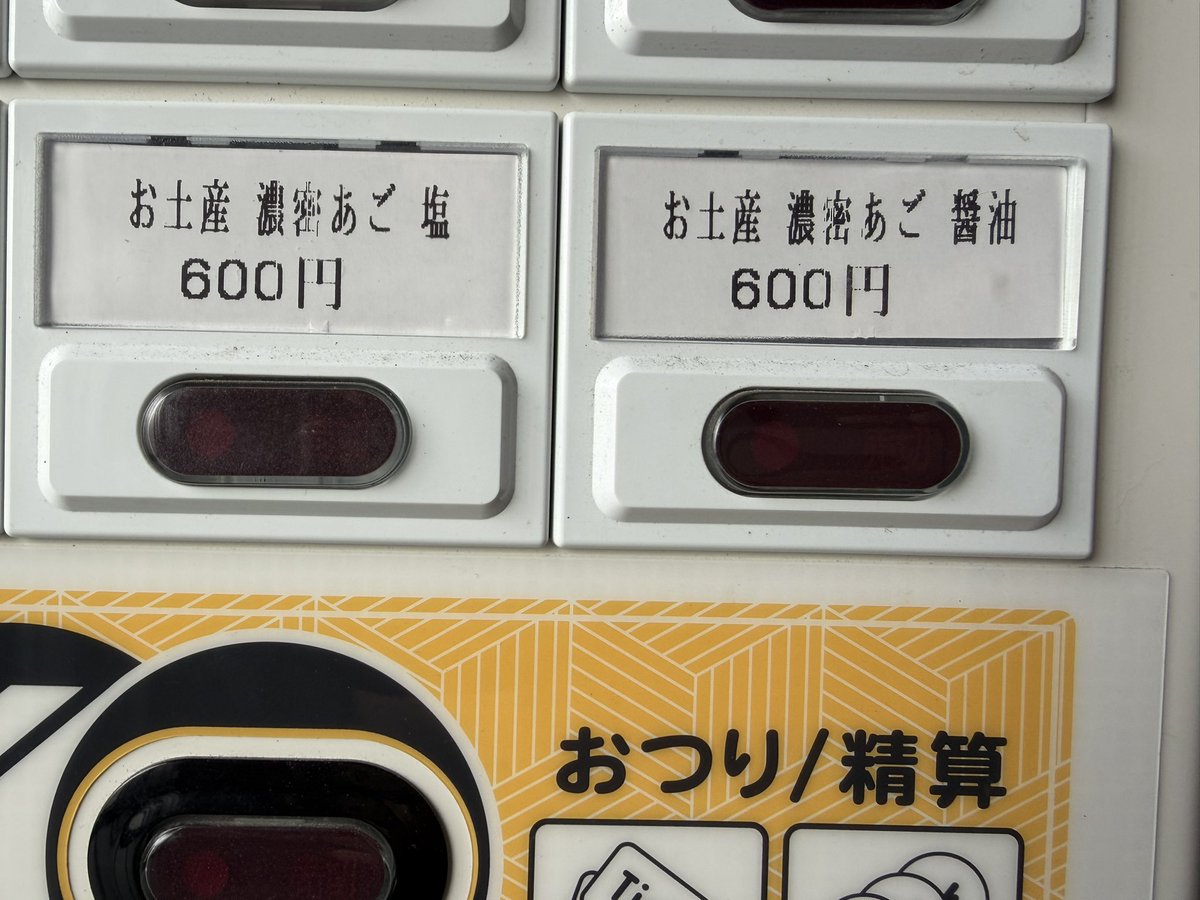 お土産 濃密あご 塩
600円
お土産 濃密あご 醤油
600円
おつり/精算